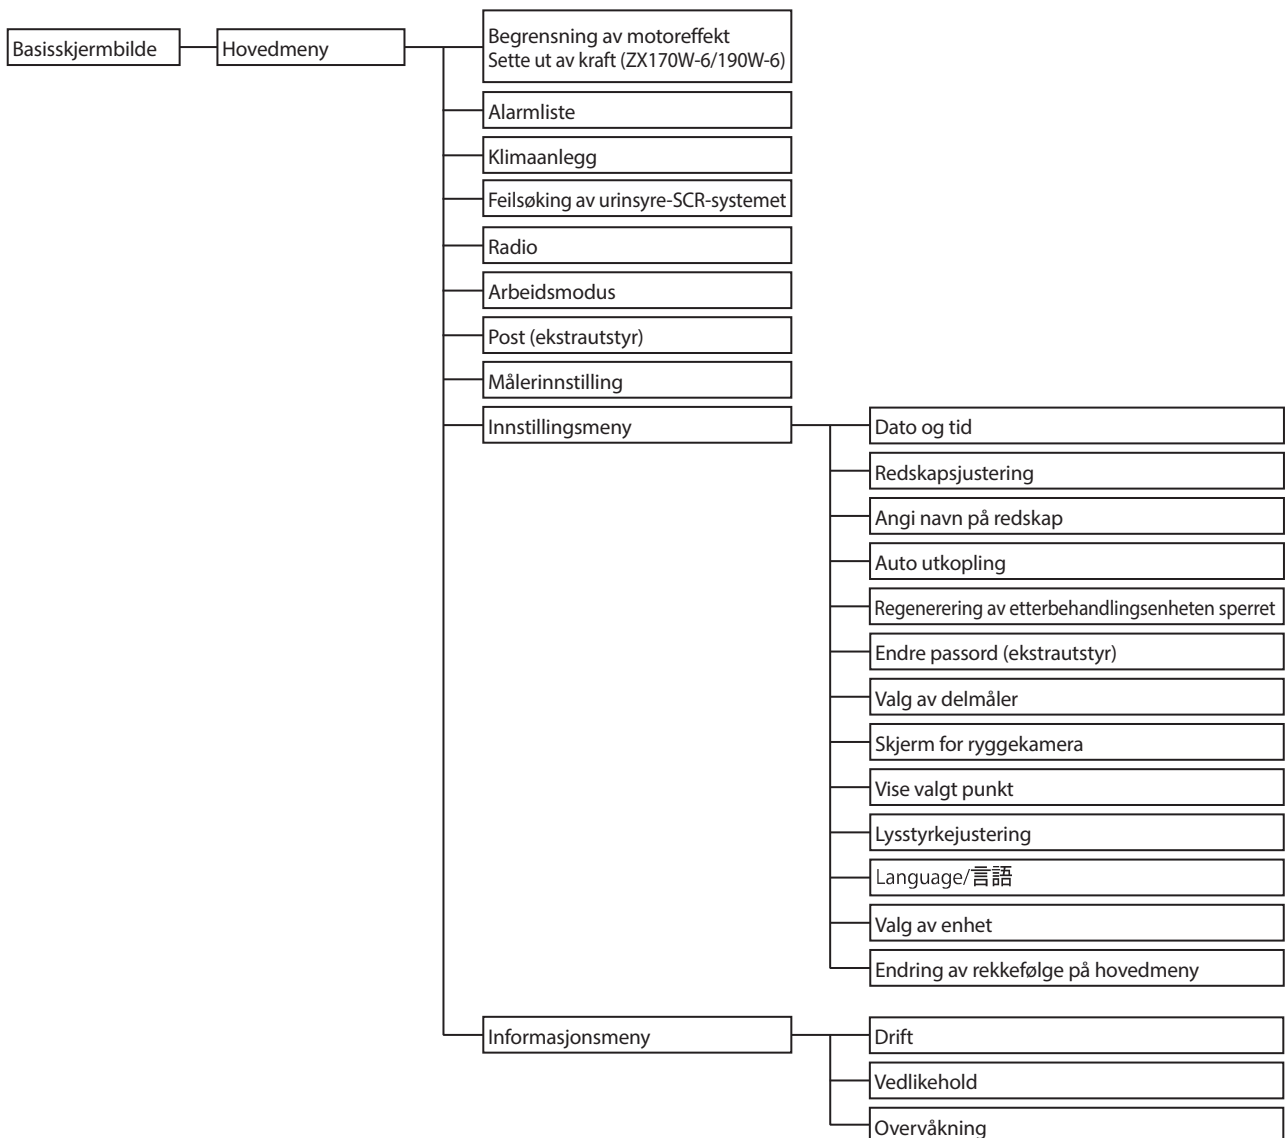 Basisskjermbilde
Hovedmeny
Begrensning av motoreffekt
Sette ut av kraft (ZX170W-6/190W-6)
Alarmliste
Klimaanlegg
Feilsøking av urinsyre-SCR-systemet
Radio
Arbeidsmodus
Post (ekstrautstyr)
Målerinnstilling
Innstillingsmeny
Dato og tid
Redskapsjustering
Angi navn på redskap
Auto utkopling
Regenerering av etterbehandlingsenheten sperret
Endre passord (ekstrautstyr)
Valg av delmåler
Skjerm for ryggekamera
Vise valgt punkt
Lysstyrkejustering
Language/言語
Valg av enhet
Endring av rekkefølge på hovedmeny
Informasjonsmeny
Drift
Vedlikehold
Overvåkning